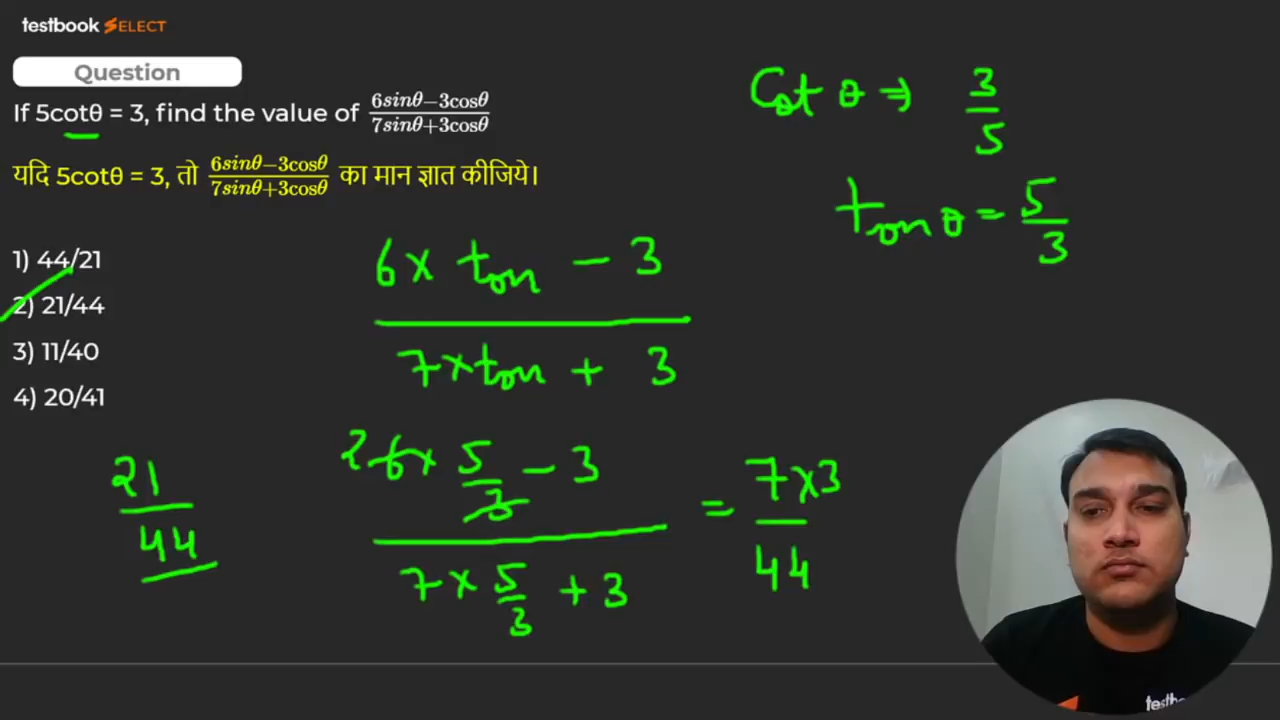 testbook SELECT
Question
If 5cotθ = 3, find the value of (6sinθ−3cosθ)/(7sinθ+3cosθ)
यदि 5cotθ = 3, तो (6sinθ−3cosθ)/(7sinθ+3cosθ) का मान ज्ञात कीजिये।
1) 44/21
2) 21/44
3) 11/40
4) 20/41
Cot θ ⇒ 3/5
tan θ = 5/3
6 × tan − 3
7 × tan + 3
2 6 × 5/3 − 3
7 × 5/3 + 3
= 7×3
44
21
44
testb